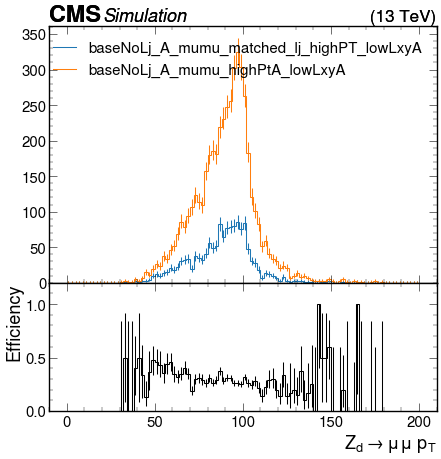 CMS Simulation (13 TeV)
350
baseNoLj_A_mumu_matched_lj_highPT_lowLxyA
300
baseNoLj_A_mumu_highPtA_lowLxyA
250
200
150
100
50
0
Efficiency
1.0
0.5
0.0
0 50 100 150 200
Z_d → μ μ p_T